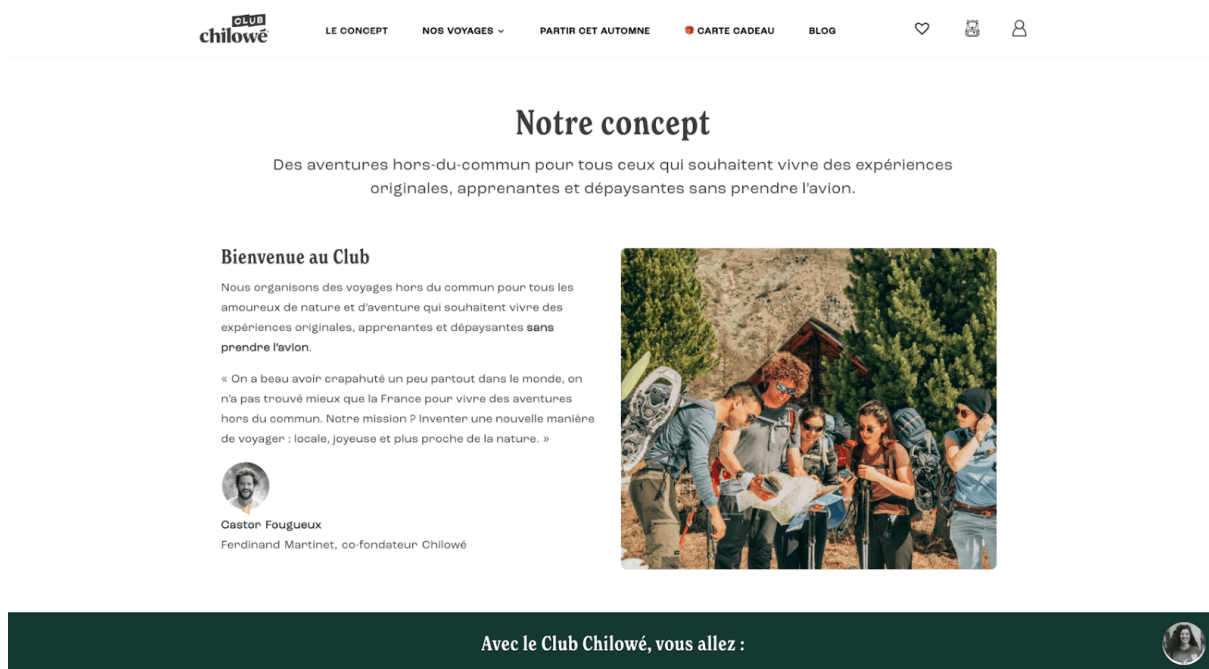 CLUB
chilowé
LE CONCEPT
NOS VOYAGES
PARTIR CET AUTOMNE
CARTE CADEAU
BLOG
Notre concept
Des aventures hors-du-commun pour tous ceux qui souhaitent vivre des expériences
originales, apprenantes et dépaysantes sans prendre l'avion.
Bienvenue au Club
Nous organisons des voyages hors du commun pour tous les
amoureux de nature et d'aventure qui souhaitent vivre des
expériences originales, apprenantes et dépaysantes sans
prendre l'avion.
« On a beau avoir crapahuté un peu partout dans le monde, on
n'a pas trouvé mieux que la France pour vivre des aventures
hors du commun. Notre mission ? Inventer une nouvelle manière
de voyager : locale, joyeuse et plus proche de la nature. »
Castor Fougueux
Ferdinand Martinet, co-fondateur Chilowé
Avec le Club Chilowé, vous allez :